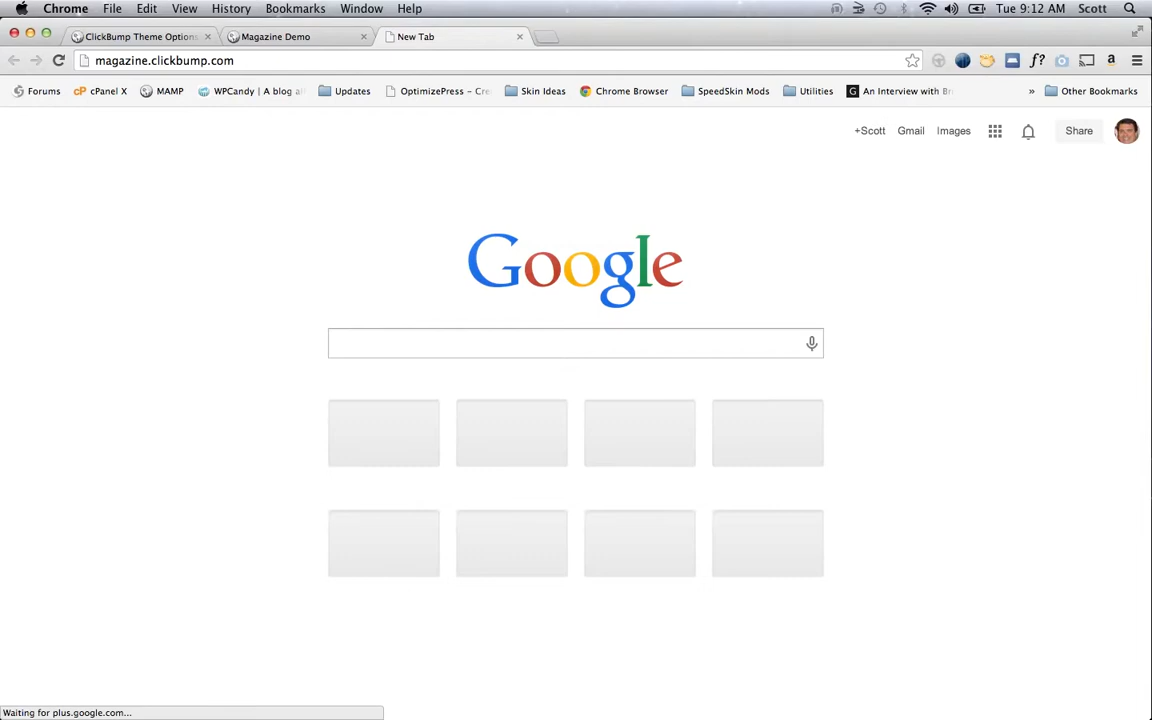 Chrome File Edit View History Bookmarks Window Help Tue 9:12 AM Scott
ClickBump Theme Options Magazine Demo New Tab
magazine.clickbump.com f? a
Forums cP cPanel X MAMP WPCandy | A blog a Updates OptimizePress – Cre Skin Ideas Chrome Browser SpeedSkin Mods Utilities G An Interview with Br » Other Bookmarks
+Scott Gmail Images Share
Google
Waiting for plus.google.com...